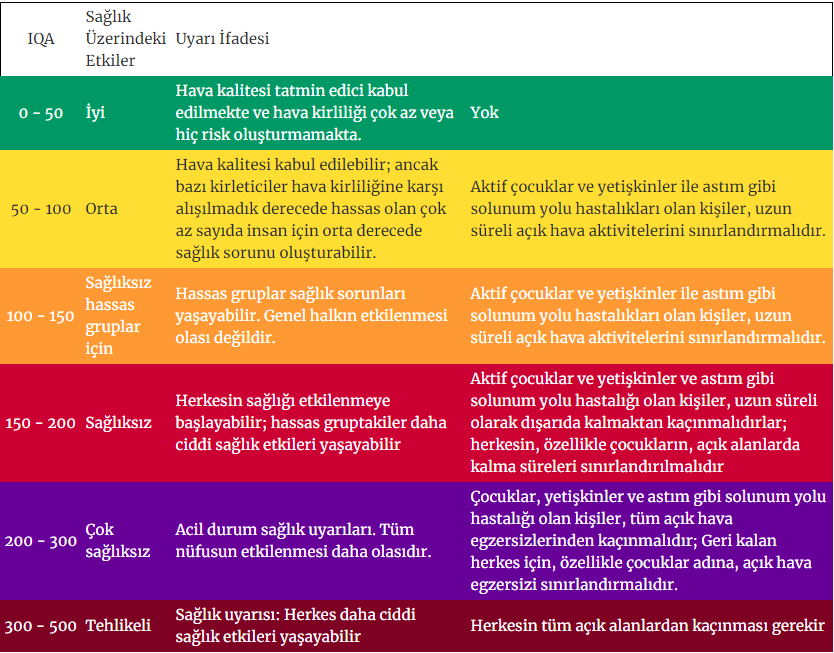 IQA
Sağlık
Üzerindeki
Etkiler
Uyarı İfadesi
0 - 50
İyi
Hava kalitesi tatmin edici kabul
edilmekte ve hava kirliliği çok az veya
hiç risk oluşturmamakta.
Yok
50 - 100
Orta
Hava kalitesi kabul edilebilir; ancak
bazı kirleticiler hava kirliliğine karşı
alışılmadık derecede hassas olan çok
az sayıda insan için orta derecede
sağlık sorunu oluşturabilir.
Aktif çocuklar ve yetişkinler ile astım gibi
solunum yolu hastalıkları olan kişiler, uzun
süreli açık hava aktivitelerini sınırlandırmalıdır.
100 - 150
Sağlıksız
hassas
gruplar
için
Hassas gruplar sağlık sorunları
yaşayabilir. Genel halkın etkilenmesi
olası değildir.
Aktif çocuklar ve yetişkinler ile astım gibi
solunum yolu hastalıkları olan kişiler, uzun
süreli açık hava aktivitelerini sınırlandırmalıdır.
150 - 200
Sağlıksız
Herkesin sağlığı etkilenmeye
başlayabilir; hassas gruptakiler daha
ciddi sağlık etkileri yaşayabilir
Aktif çocuklar ve yetişkinler ve astım gibi
solunum yolu hastalığı olan kişiler, uzun süreli
olarak dışarıda kalmaktan kaçınmalıdırlar;
herkesin, özellikle çocukların, açık alanlarda
kalma süreleri sınırlandırılmalıdır
200 - 300
Çok
sağlıksız
Acil durum sağlık uyarıları. Tüm
nüfusun etkilenmesi daha olasıdır.
Çocuklar, yetişkinler ve astım gibi solunum yolu
hastalığı olan kişiler, tüm açık hava
egzersizlerinden kaçınmalıdır; Geri kalan
herkes için, özellikle çocuklar adına, açık hava
egzersizi sınırlandırmalıdır.
300 - 500
Tehlikeli
Sağlık uyarısı: Herkes daha ciddi
sağlık etkileri yaşayabilir
Herkesin tüm açık alanlardan kaçınması gerekir